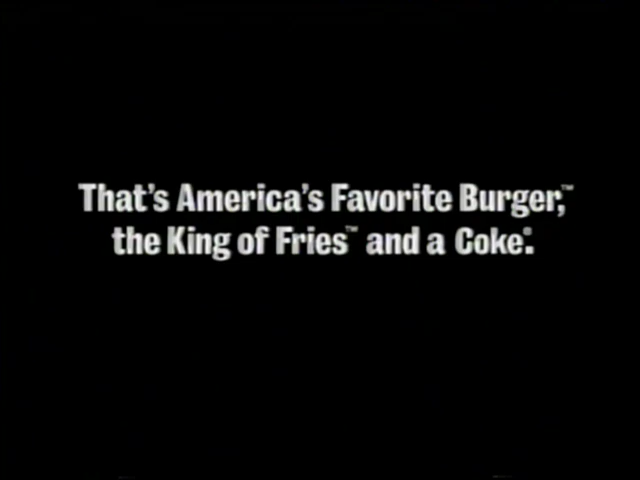 That's America's Favorite Burger,™
the King of Fries™ and a Coke®.